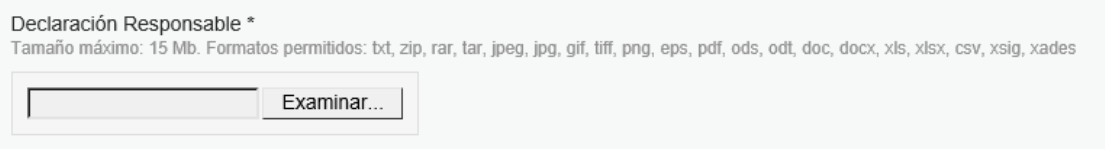 Declaración Responsable *
Tamaño máximo: 15 Mb. Formatos permitidos: txt, zip, rar, tar, jpeg, jpg, gif, tiff, png, eps, pdf, ods, odt, doc, docx, xls, xlsx, csv, xsig, xades
Examinar...